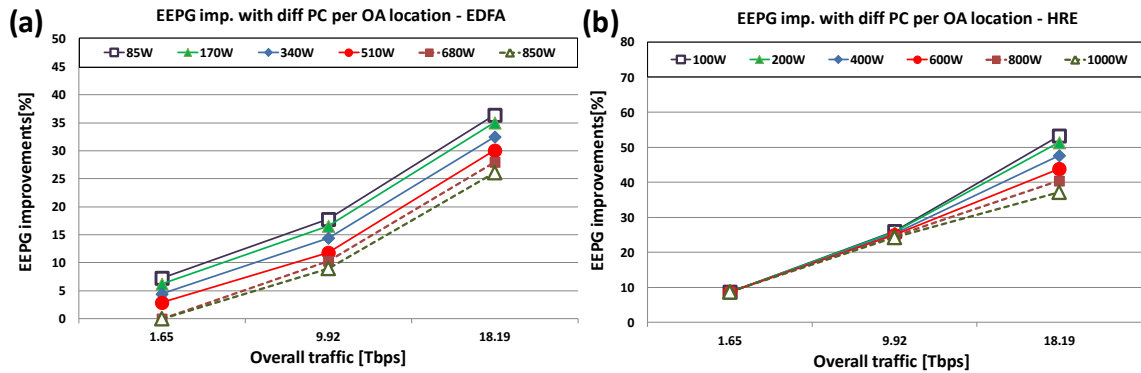 (a)
EEPG imp. with diff PC per OA location - EDFA
85W 170W 340W 510W 680W 850W
EEPG improvements[%]
50
45
40
35
30
25
20
15
10
5
0
1.65 9.92 18.19
Overall traffic [Tbps]
(b)
EEPG imp. with diff PC per OA location - HRE
100W 200W 400W 600W 800W 1000W
EEPG improvements[%]
80
70
60
50
40
30
20
10
0
1.65 9.92 18.19
Overall traffic [Tbps]